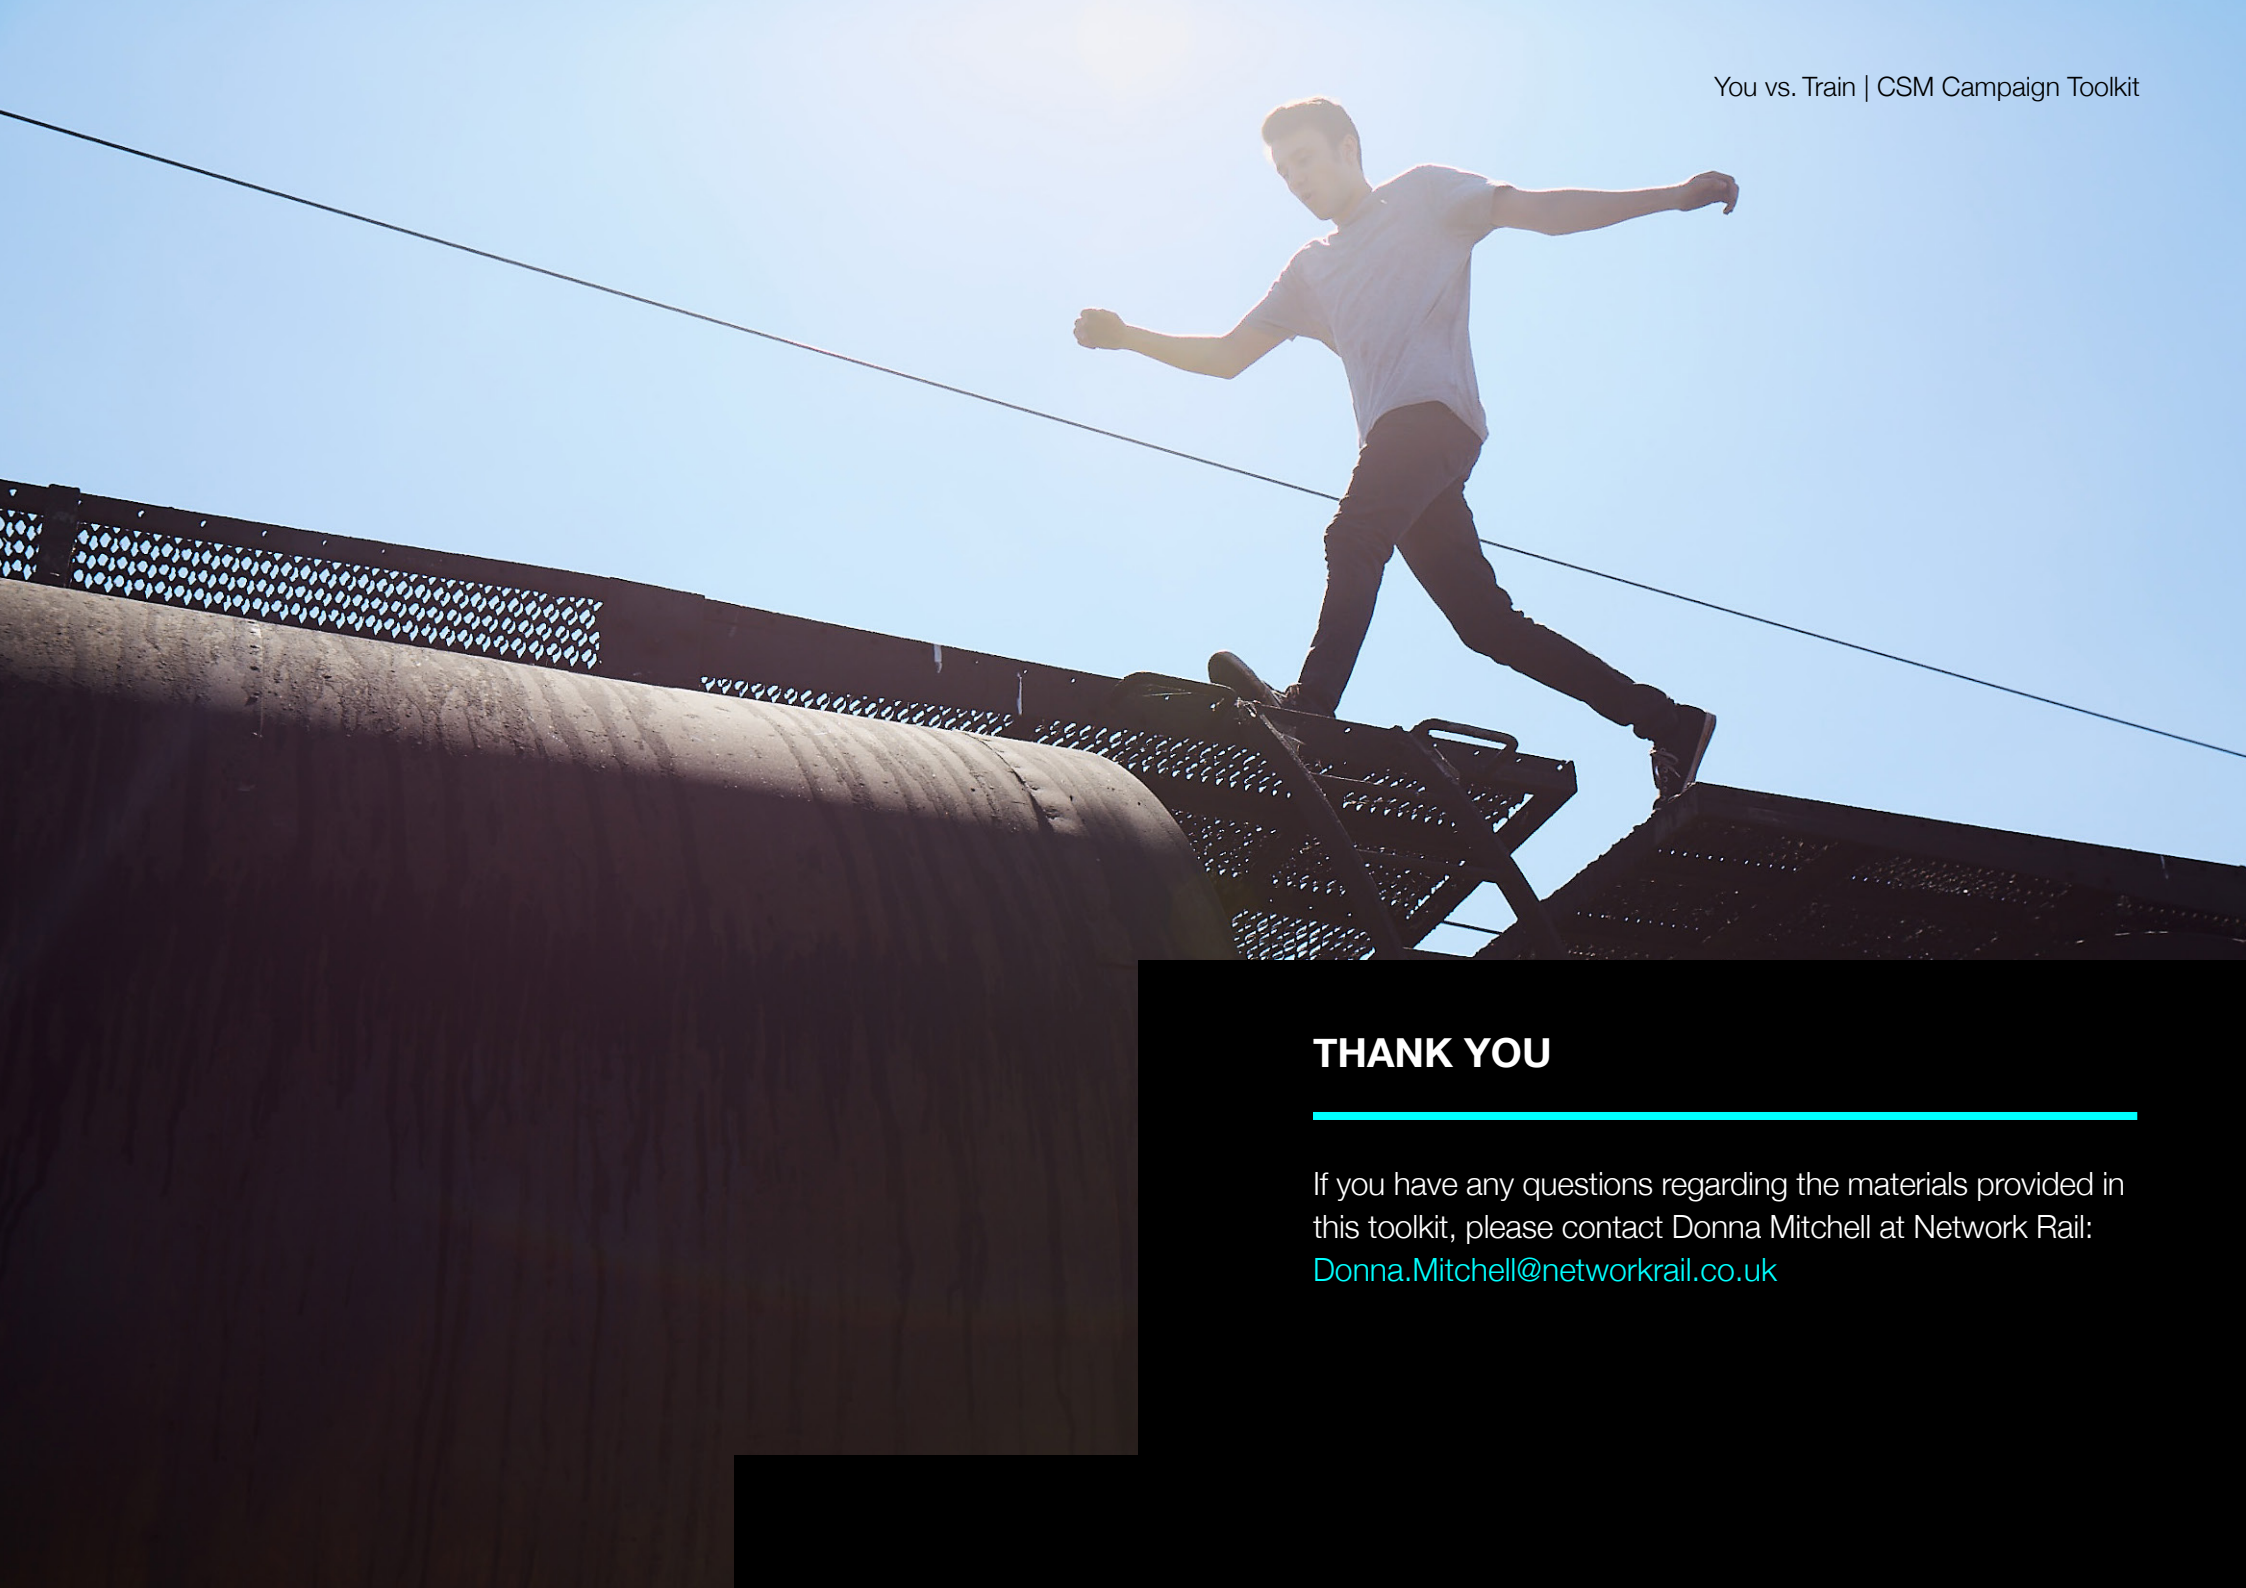 You vs. Train | CSM Campaign Toolkit
THANK YOU
If you have any questions regarding the materials provided in
this toolkit, please contact Donna Mitchell at Network Rail:
Donna.Mitchell@networkrail.co.uk